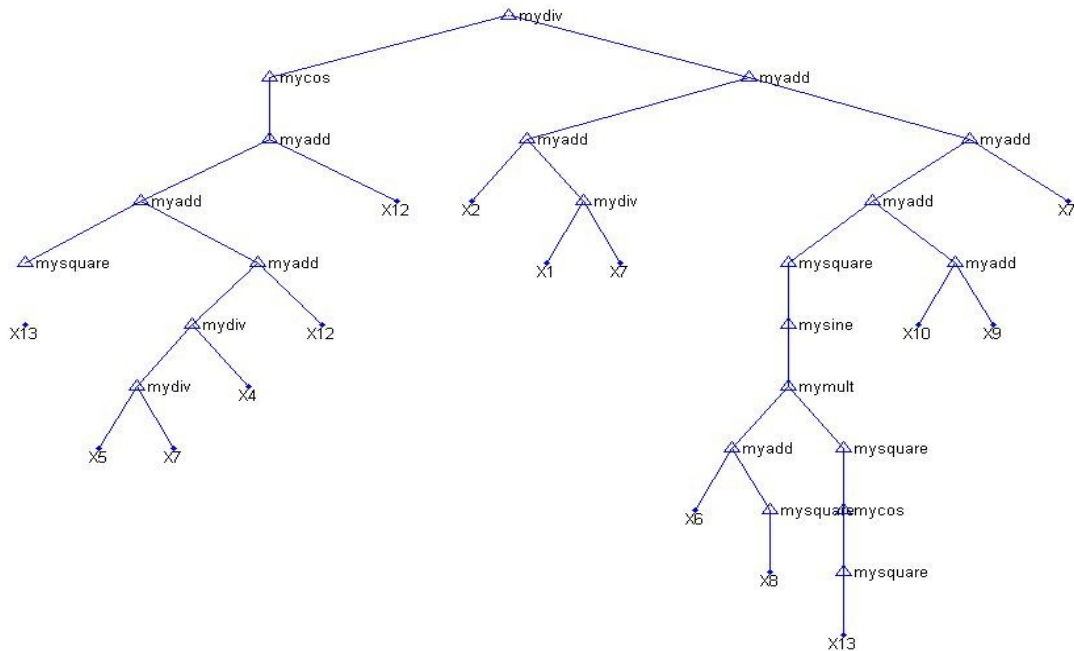 mydiv
mycos myadd
myadd myadd myadd
myadd X12 X2 mydiv myadd X7
mysquare myadd X1 X7 mysquare myadd
X13 mydiv X12 mysine X10 X9
mydiv X4 mymult
X5 X7 myadd mysquare
X6 mysquare mycos
X8 mysquare
X13